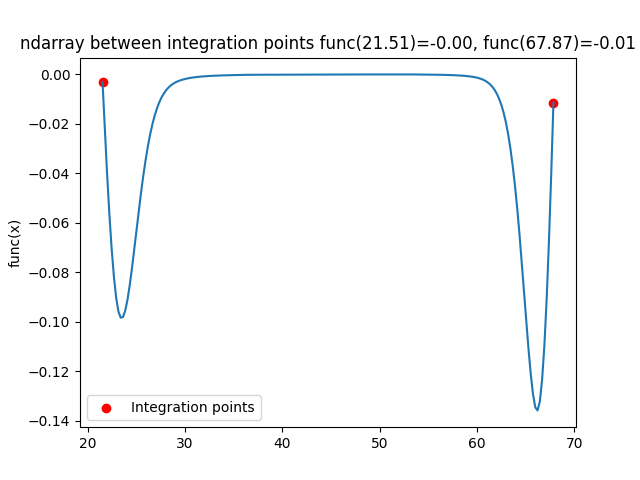 ndarray between integration points func(21.51)=-0.00, func(67.87)=-0.01
0.00
−0.02
−0.04
−0.06
−0.08
−0.10
−0.12
−0.14
func(x)
Integration points
20 30 40 50 60 70